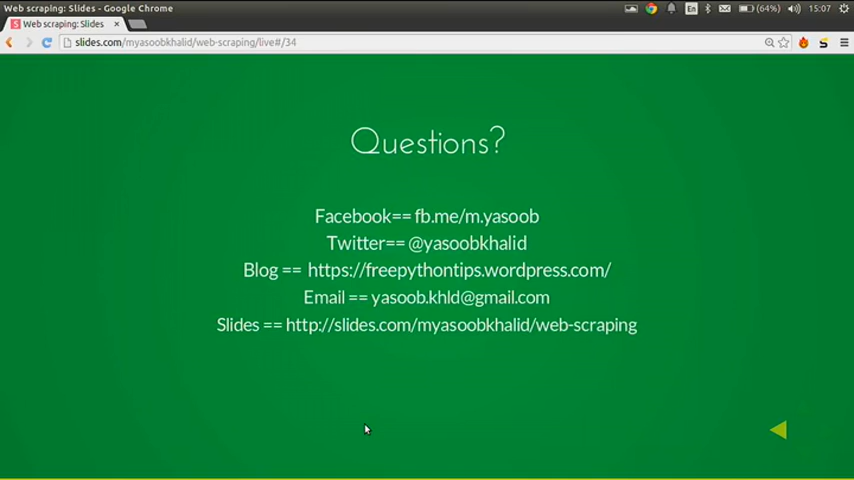 Web scraping: Slides - Google Chrome
En
(64%)
15:07
Web scraping: Slides
slides.com/myasoobkhalid/web-scraping/live#/34
Questions?
Facebook== fb.me/m.yasoob
Twitter== @yasoobkhalid
Blog == https://freepythontips.wordpress.com/
Email == yasoob.khld@gmail.com
Slides == http://slides.com/myasoobkhalid/web-scraping